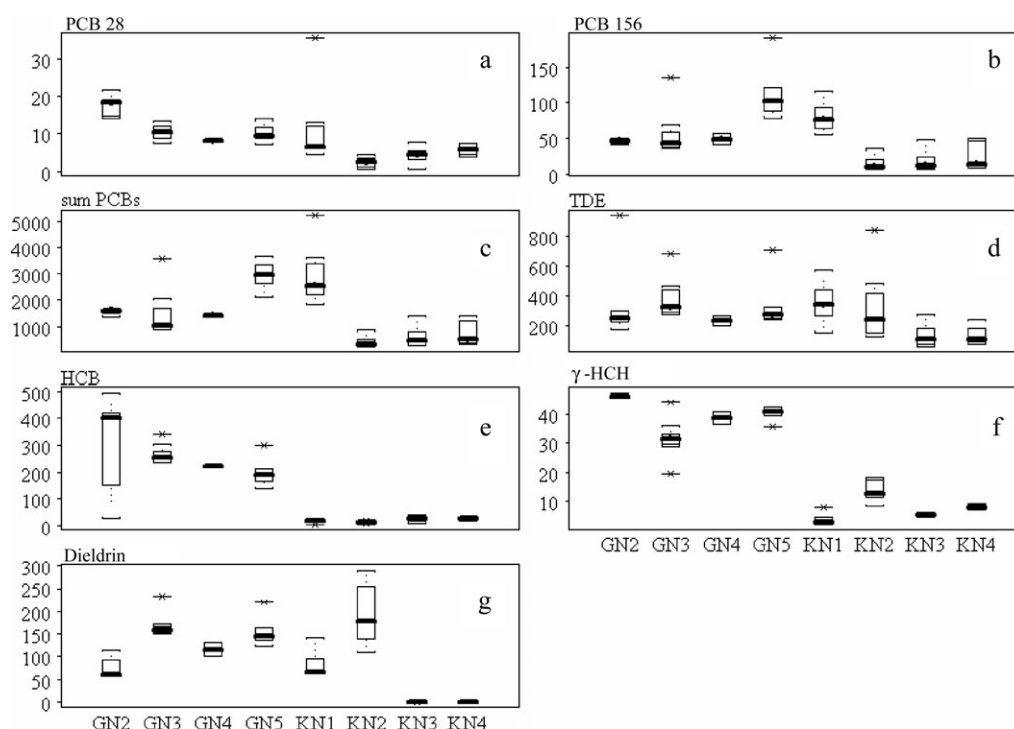 PCB 28
PCB 156
a
b
30
20
10
0
150
100
50
0
sum PCBs
TDE
c
d
5000
4000
3000
2000
1000
800
600
400
200
HCB
γ-HCH
e
f
500
400
300
200
100
0
40
30
20
10
GN2 GN3 GN4 GN5 KN1 KN2 KN3 KN4
Dieldrin
g
300
250
200
150
100
50
0
GN2 GN3 GN4 GN5 KN1 KN2 KN3 KN4